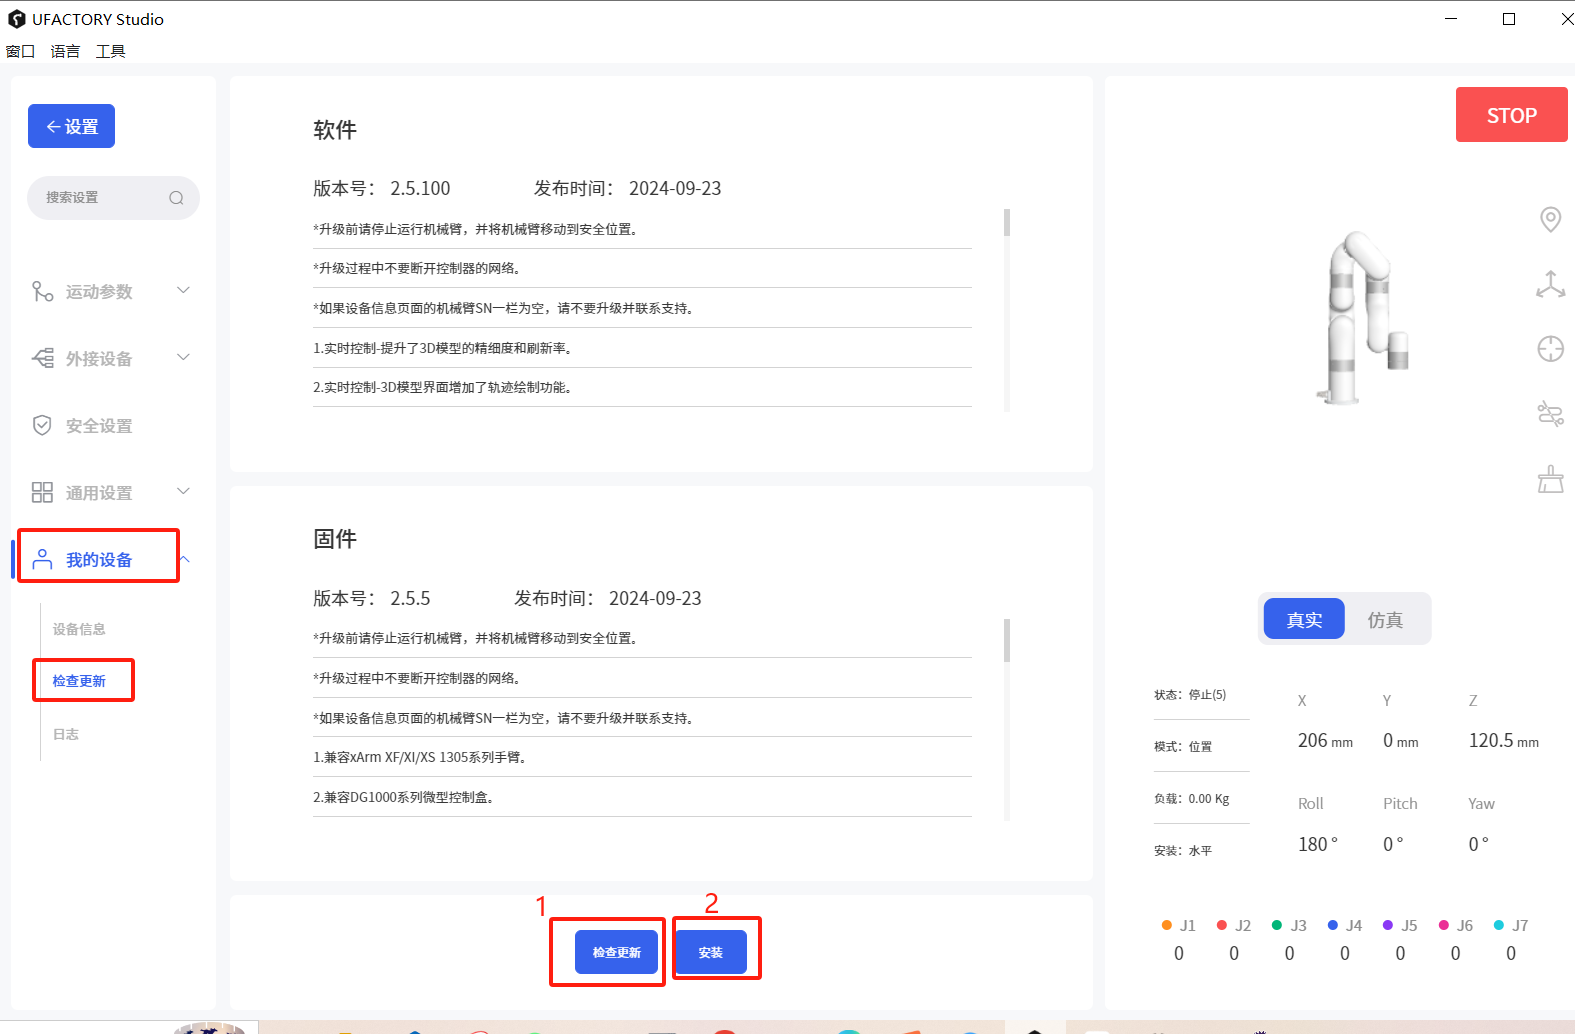 UFACTORY Studio
窗口 语言 工具
←设置
搜索设置
运动参数
外接设备
安全设置
通用设置
我的设备
设备信息
检查更新
日志
软件
版本号： 2.5.100 发布时间： 2024-09-23
*升级前请停止运行机械臂，并将机械臂移动到安全位置。
*升级过程中不要断开控制器的网络。
*如果设备信息页面的机械臂SN一栏为空，请不要升级并联系支持。
1.实时控制-提升了3D模型的精细度和刷新率。
2.实时控制-3D模型界面增加了轨迹绘制功能。
固件
版本号： 2.5.5 发布时间： 2024-09-23
*升级前请停止运行机械臂，并将机械臂移动到安全位置。
*升级过程中不要断开控制器的网络。
*如果设备信息页面的机械臂SN一栏为空，请不要升级并联系支持。
1.兼容xArm XF/XI/XS 1305系列手臂。
2.兼容DG1000系列微型控制盒。
1 2
检查更新 安装
STOP
真实 仿真
状态：停止(5)
模式：位置
负载：0.00 Kg
安装：水平
X Y Z
206 mm 0 mm 120.5 mm
Roll Pitch Yaw
180 ° 0 ° 0 °
J1 J2 J3 J4 J5 J6 J7
0 0 0 0 0 0 0